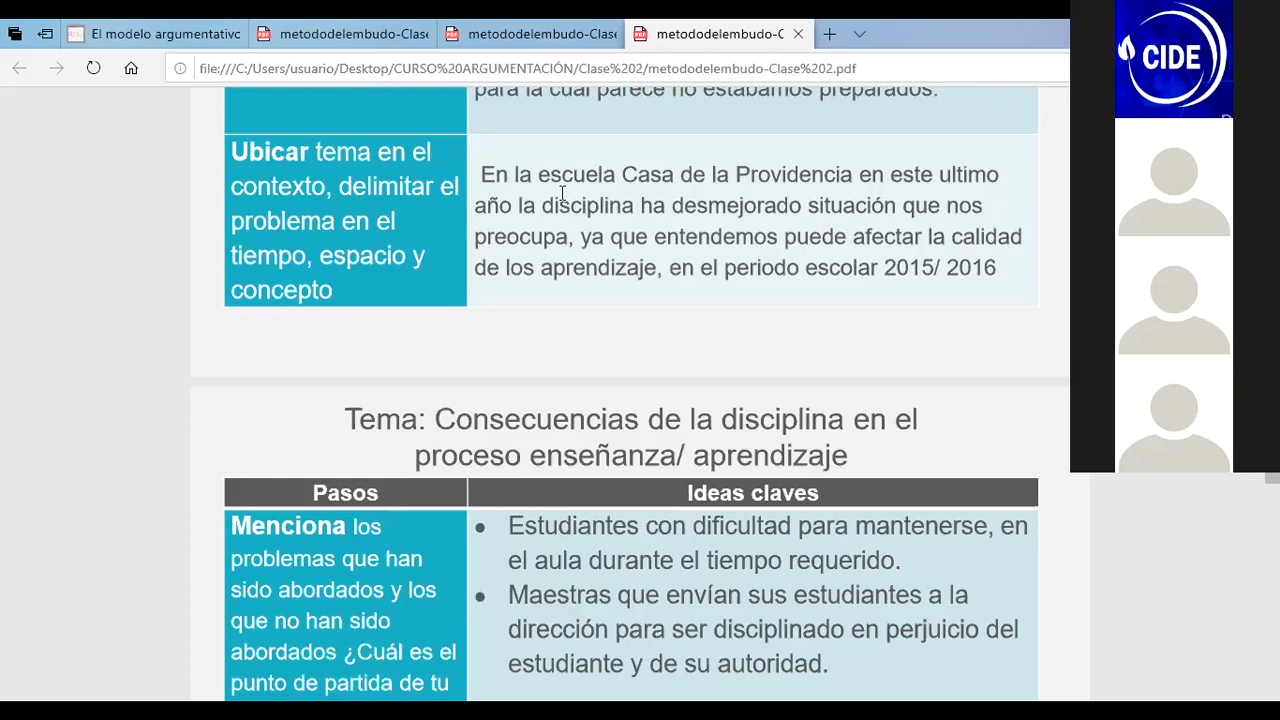 El modelo argumentativo
metododelembudo-Clase
metododelembudo-Clase
metododelembudo-C
file:///C:/Users/usuario/Desktop/CURSO%20ARGUMENTACIÓN/Clase%202/metododelembudo-Clase%202.pdf
CIDE
para la cual parece no estábamos preparados.
Ubicar tema en el
contexto, delimitar el
problema en el
tiempo, espacio y
concepto
En la escuela Casa de la Providencia en este ultimo
año la disciplina ha desmejorado situación que nos
preocupa, ya que entendemos puede afectar la calidad
de los aprendizaje, en el periodo escolar 2015/ 2016
Tema: Consecuencias de la disciplina en el
proceso enseñanza/ aprendizaje
Pasos
Ideas claves
Menciona los
problemas que han
sido abordados y los
que no han sido
abordados ¿Cuál es el
punto de partida de tu
● Estudiantes con dificultad para mantenerse, en
el aula durante el tiempo requerido.
● Maestras que envían sus estudiantes a la
dirección para ser disciplinado en perjuicio del
estudiante y de su autoridad.